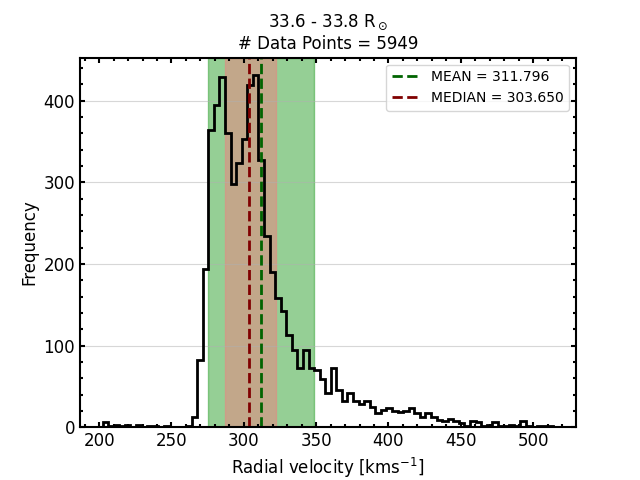 33.6 - 33.8 R⊙
# Data Points = 5949
MEAN = 311.796
MEDIAN = 303.650
Frequency
400
300
200
100
0
200 250 300 350 400 450 500
Radial velocity [kms⁻¹]